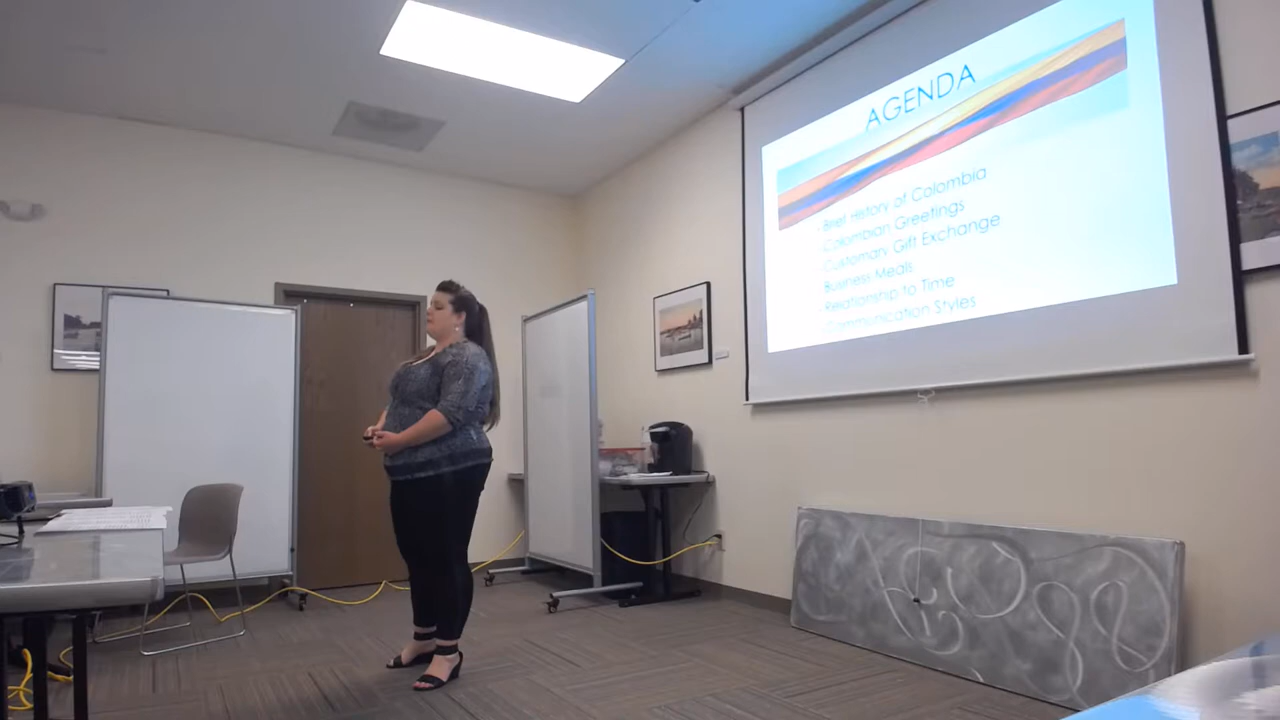 AGENDA
Brief History of Colombia
Colombian Greetings
Customary Gift Exchange
Business Meals
Relationship to Time
Communication Styles